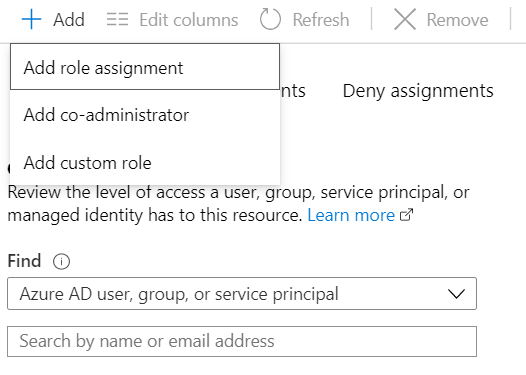 Add Edit columns Refresh Remove
Add role assignment
nts Deny assignments
Add co-administrator
Add custom role
Review the level of access a user, group, service principal, or
managed identity has to this resource. Learn more
Find
Azure AD user, group, or service principal
Search by name or email address